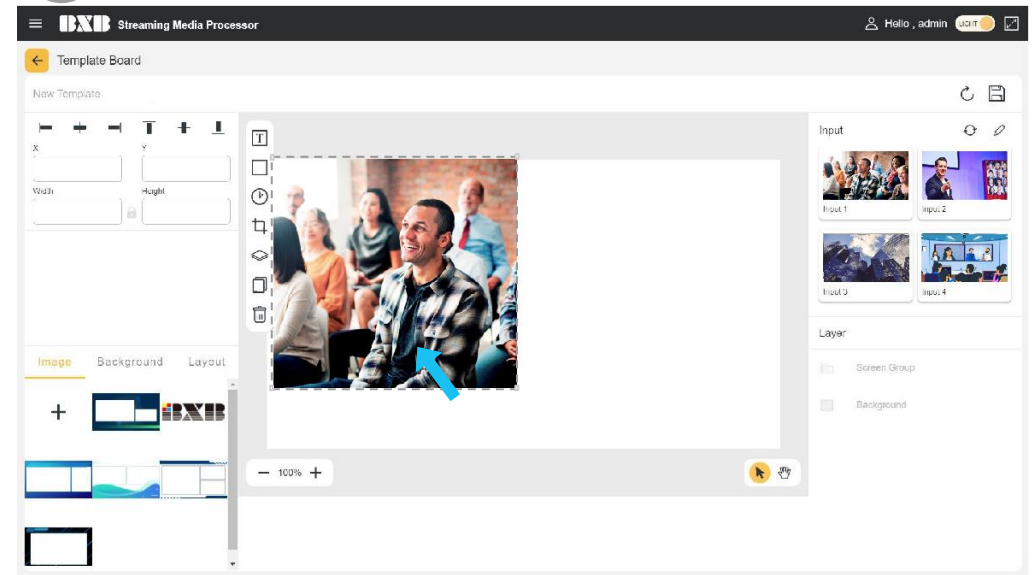 BXB Streaming Media Processor
Hello , admin
LIGHT
Template Board
New Template
X
Y
Width
Height
T
Input
Input 1
Input 2
Input 3
Input 4
Layer
Screen Group
Background
Image
Background
Layout
BXB
100%